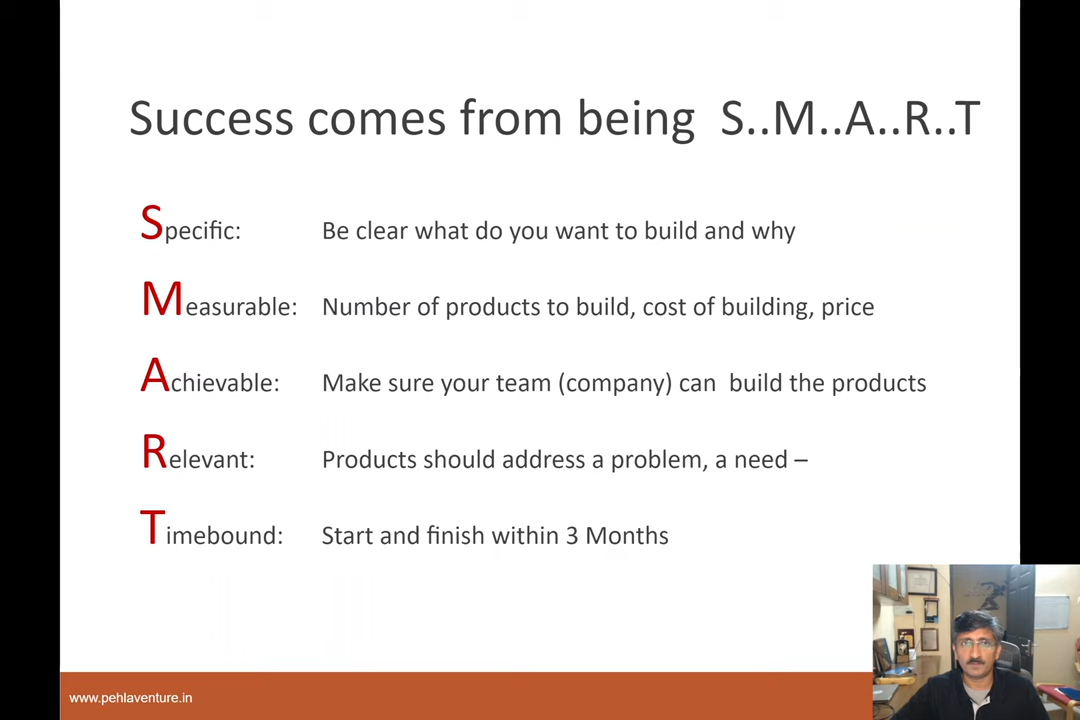 Success comes from being S..M..A..R..T
Specific: Be clear what do you want to build and why
Measurable: Number of products to build, cost of building, price
Achievable: Make sure your team (company) can build the products
Relevant: Products should address a problem, a need –
Timebound: Start and finish within 3 Months
www.pehlaventure.in